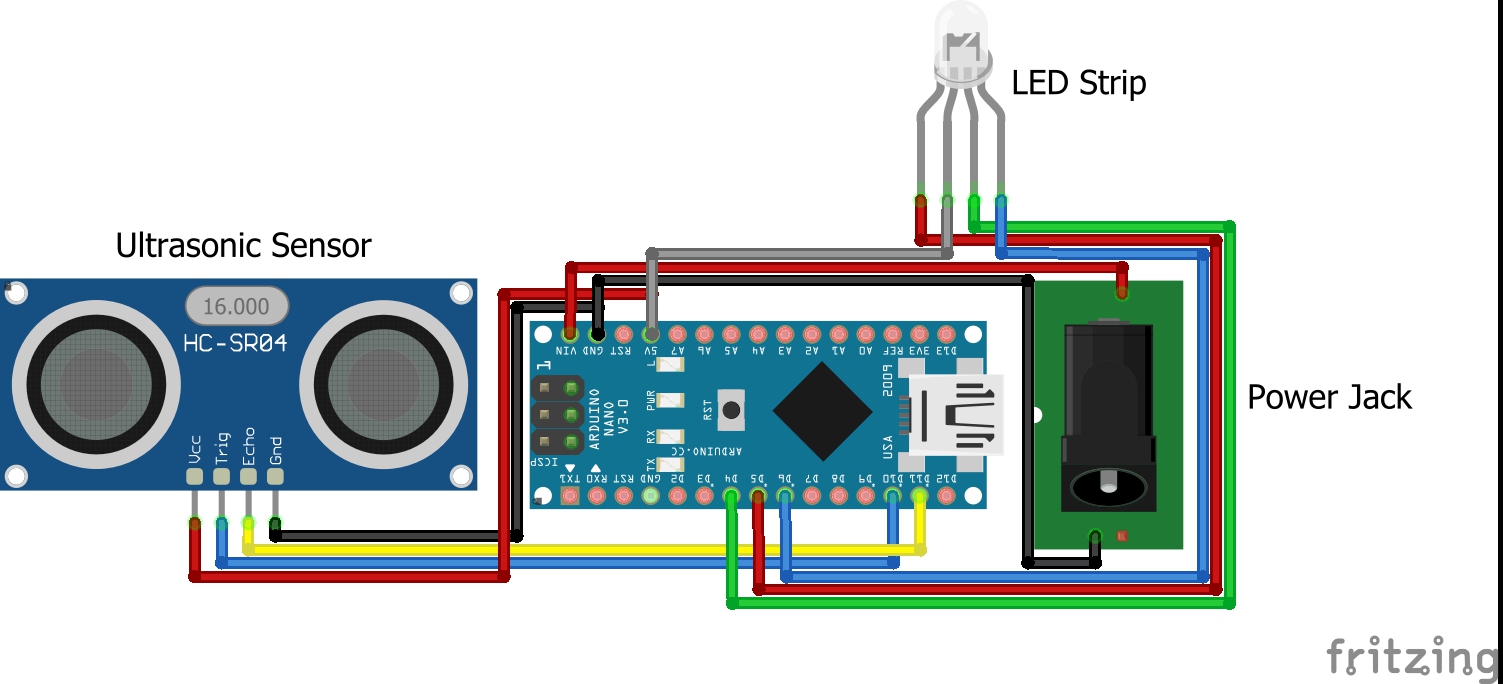 LED Strip
Ultrasonic Sensor
16.000
HC-SR04
Vcc
Trig
Echo
Gnd
VIN GND RST 5V A7 A6 A5 A4 A3 A2 A1 A0 REF 3V3 D13
1
L
PWR
RX
TX
RST
ARDUINO
NANO
V3.0
ICSP
ARDUINO.CC
2009
USA
TX1 RX0 RST GND D2 D3 D4 D5 D6 D7 D8 D9 D10 D11 D12
Power Jack
fritzing